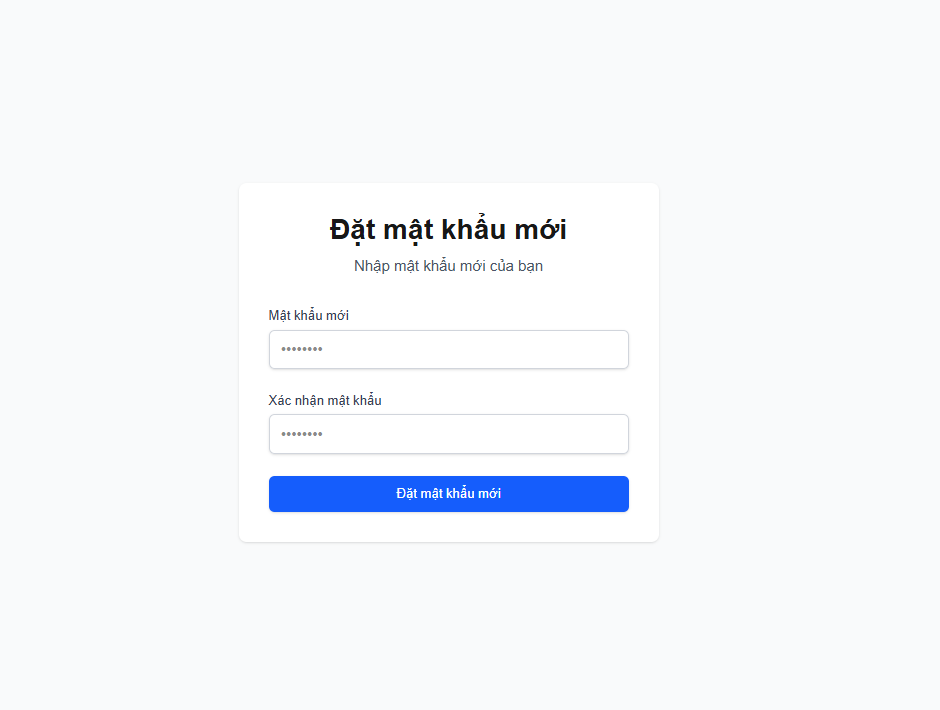 Đặt mật khẩu mới
Nhập mật khẩu mới của bạn
Mật khẩu mới
••••••••
Xác nhận mật khẩu
••••••••
Đặt mật khẩu mới